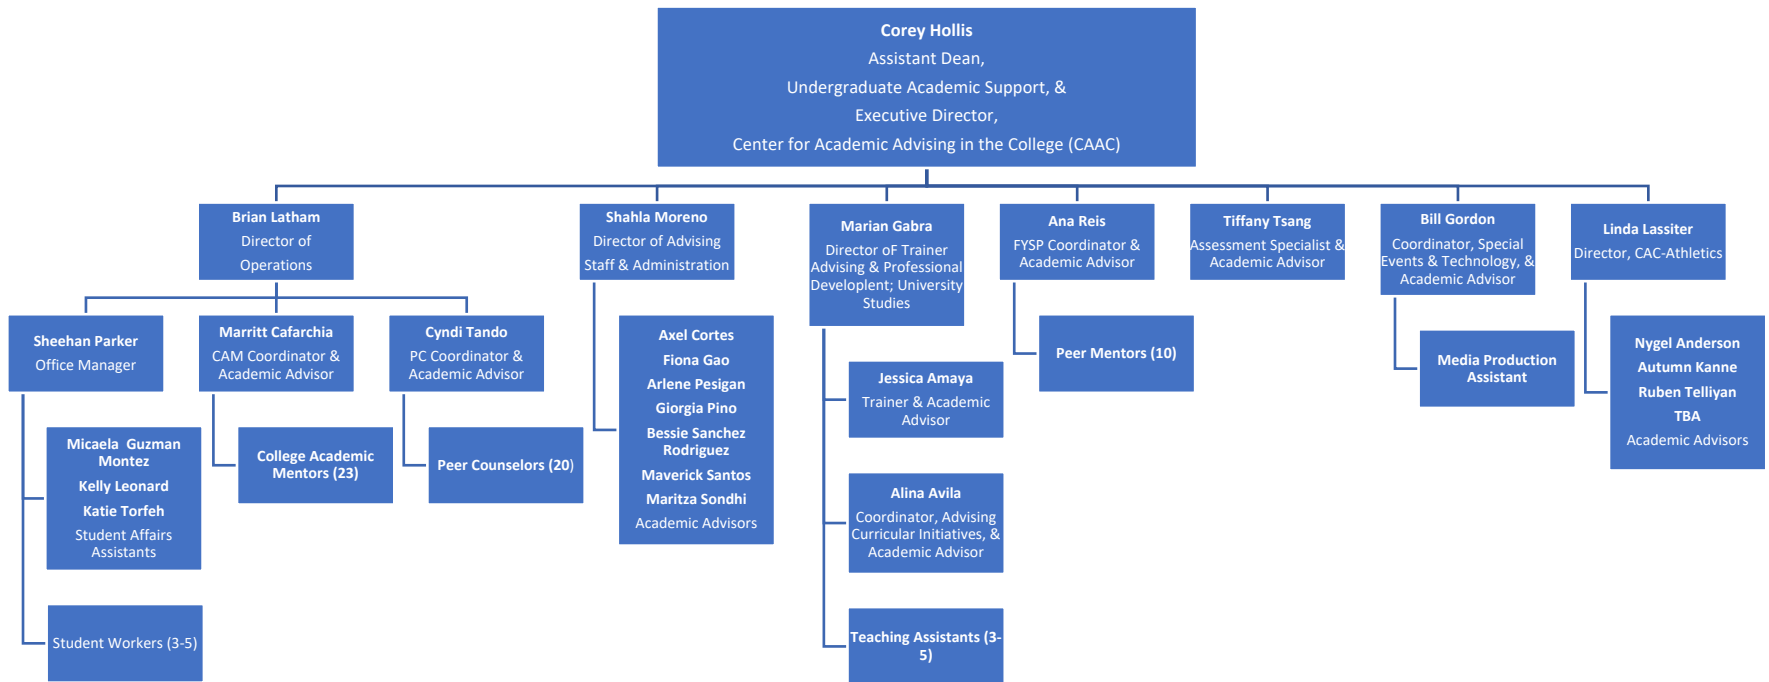 Corey Hollis
Assistant Dean,
Undergraduate Academic Support, &
Executive Director,
Center for Academic Advising in the College (CAAC)
Brian Latham
Director of
Operations
Shahla Moreno
Director of Advising
Staff & Administration
Marian Gabra
Director oF Trainer
Advising & Professional
Developlent; University
Studies
Ana Reis
FYSP Coordinator &
Academic Advisor
Tiffany Tsang
Assessment Specialist &
Academic Advisor
Bill Gordon
Coordinator, Special
Events & Technology, &
Academic Advisor
Linda Lassiter
Director, CAC-Athletics
Sheehan Parker
Office Manager
Marritt Cafarchia
CAM Coordinator &
Academic Advisor
Cyndi Tando
PC Coordinator &
Academic Advisor
Micaela  Guzman
Montez
Kelly Leonard
Katie Torfeh
Student Affairs
Assistants
Student Workers (3-5)
College Academic
Mentors (23)
Peer Counselors (20)
Axel Cortes
Fiona Gao
Arlene Pesigan
Giorgia Pino
Bessie Sanchez
Rodriguez
Maverick Santos
Maritza Sondhi
Academic Advisors
Jessica Amaya
Trainer & Academic
Advisor
Alina Avila
Coordinator, Advising
Curricular Initiatives, &
Academic Advisor
Teaching Assistants (3-
5)
Peer Mentors (10)
Media Production
Assistant
Nygel Anderson
Autumn Kanne
Ruben Telliyan
TBA
Academic Advisors